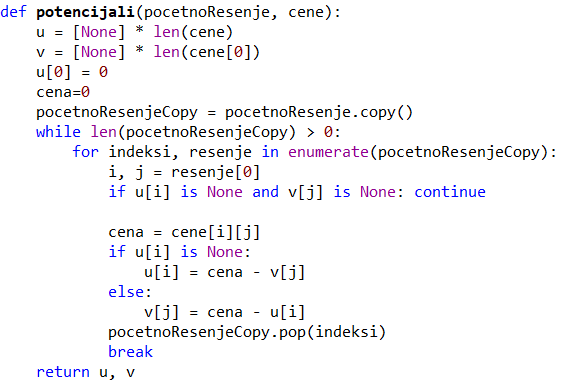 def potencijali(pocetnoResenje, cene):
    u = [None] * len(cene)
    v = [None] * len(cene[0])
    u[0] = 0
    cena=0
    pocetnoResenjeCopy = pocetnoResenje.copy()
    while len(pocetnoResenjeCopy) > 0:
        for indeksi, resenje in enumerate(pocetnoResenjeCopy):
            i, j = resenje[0]
            if u[i] is None and v[j] is None: continue

            cena = cene[i][j]
            if u[i] is None:
                u[i] = cena - v[j]
            else:
                v[j] = cena - u[i]
            pocetnoResenjeCopy.pop(indeksi)
            break
    return u, v